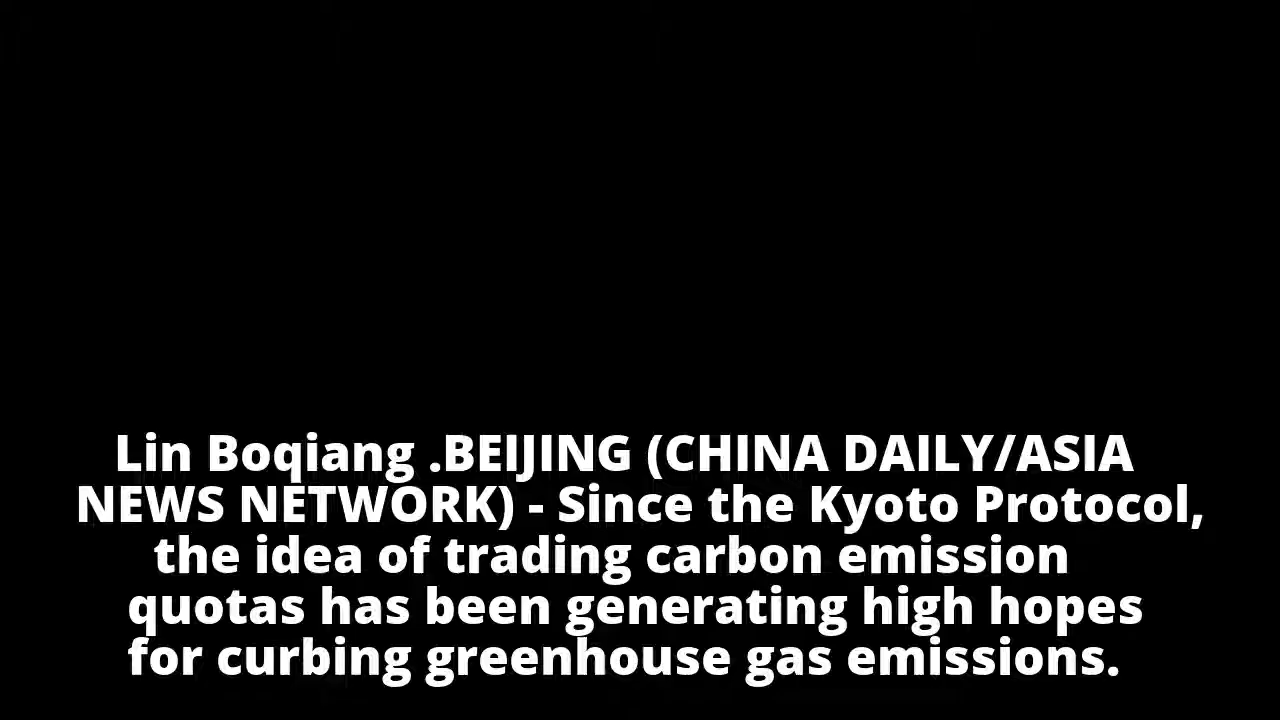 Lin Boqiang .BEIJING (CHINA DAILY/ASIA
NEWS NETWORK) - Since the Kyoto Protocol,
the idea of trading carbon emission
quotas has been generating high hopes
for curbing greenhouse gas emissions.